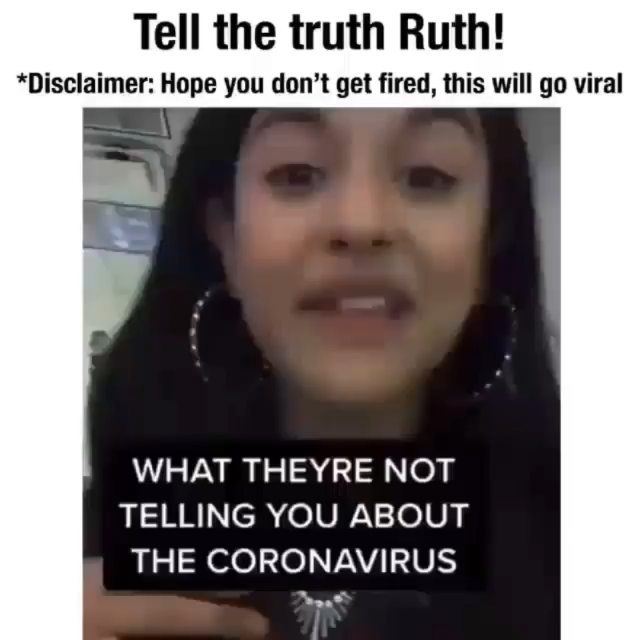 Tell the truth Ruth!
*Disclaimer: Hope you don't get fired, this will go viral
WHAT THEYRE NOT
TELLING YOU ABOUT
THE CORONAVIRUS